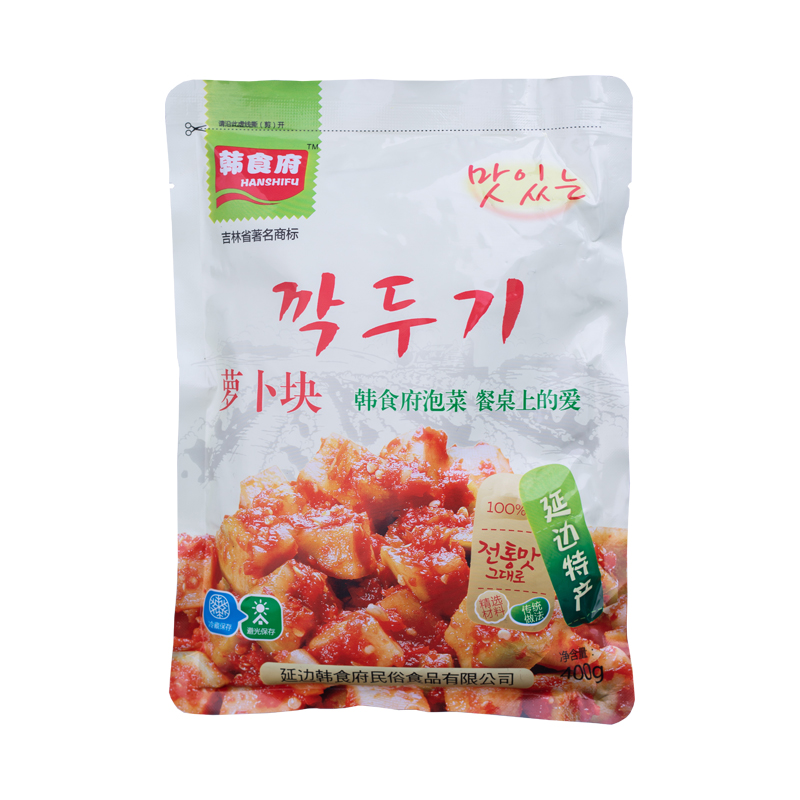 请沿此虚线撕（剪）开
韩食府
TM
HANSHIFU
吉林省著名商标
맛있는
깍두기
萝卜块
韩食府泡菜 餐桌上的爱
100%
전통맛
그대로
延边特产
精选
材料
传统
做法
冷藏保存
避光保存
净含量：
400g
延边韩食府民俗食品有限公司